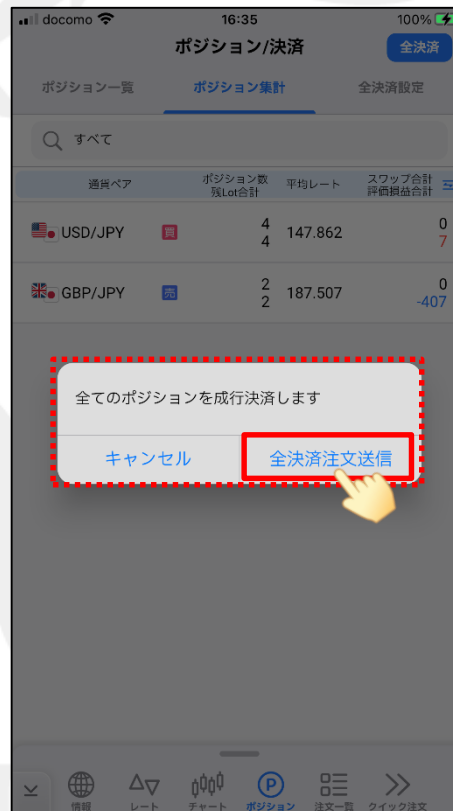 docomo 16:35 100%
ポジション/決済 全決済
ポジション一覧 ポジション集計 全決済設定
すべて
通貨ペア ポジション数 平均レート スワップ合計
残Lot合計 評価損益合計
USD/JPY 買 4 147.862 0
4 7
GBP/JPY 売 2 187.507 0
2 -407
全てのポジションを成行決済します
キャンセル 全決済注文送信
P
情報 レート チャート ポジション 注文一覧 クイック注文